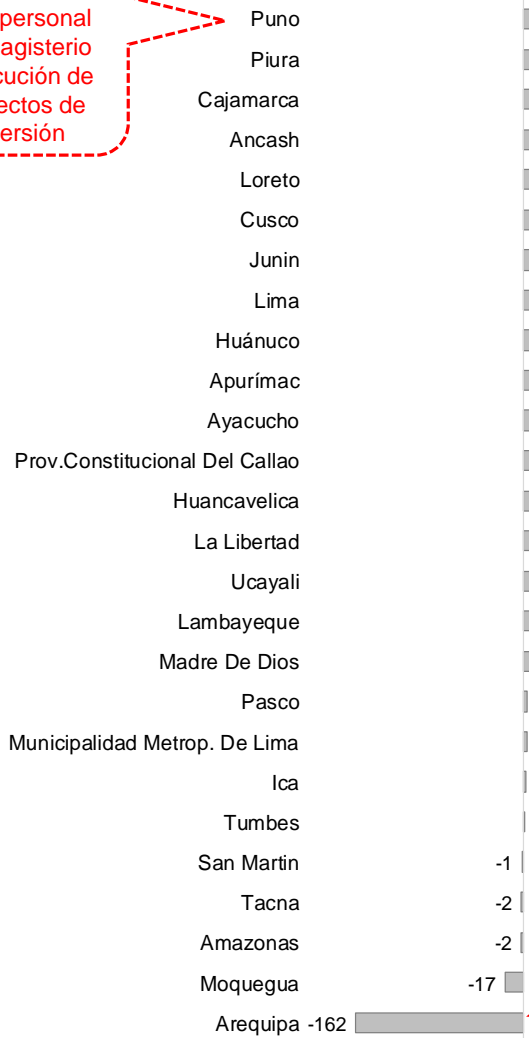 personal
agisterio
cución de
ectos de
ersión
Puno
Piura
Cajamarca
Ancash
Loreto
Cusco
Junin
Lima
Huánuco
Apurímac
Ayacucho
Prov.Constitucional Del Callao
Huancavelica
La Libertad
Ucayali
Lambayeque
Madre De Dios
Pasco
Municipalidad Metrop. De Lima
Ica
Tumbes
San Martin -1
Tacna -2
Amazonas -2
Moquegua -17
Arequipa -162